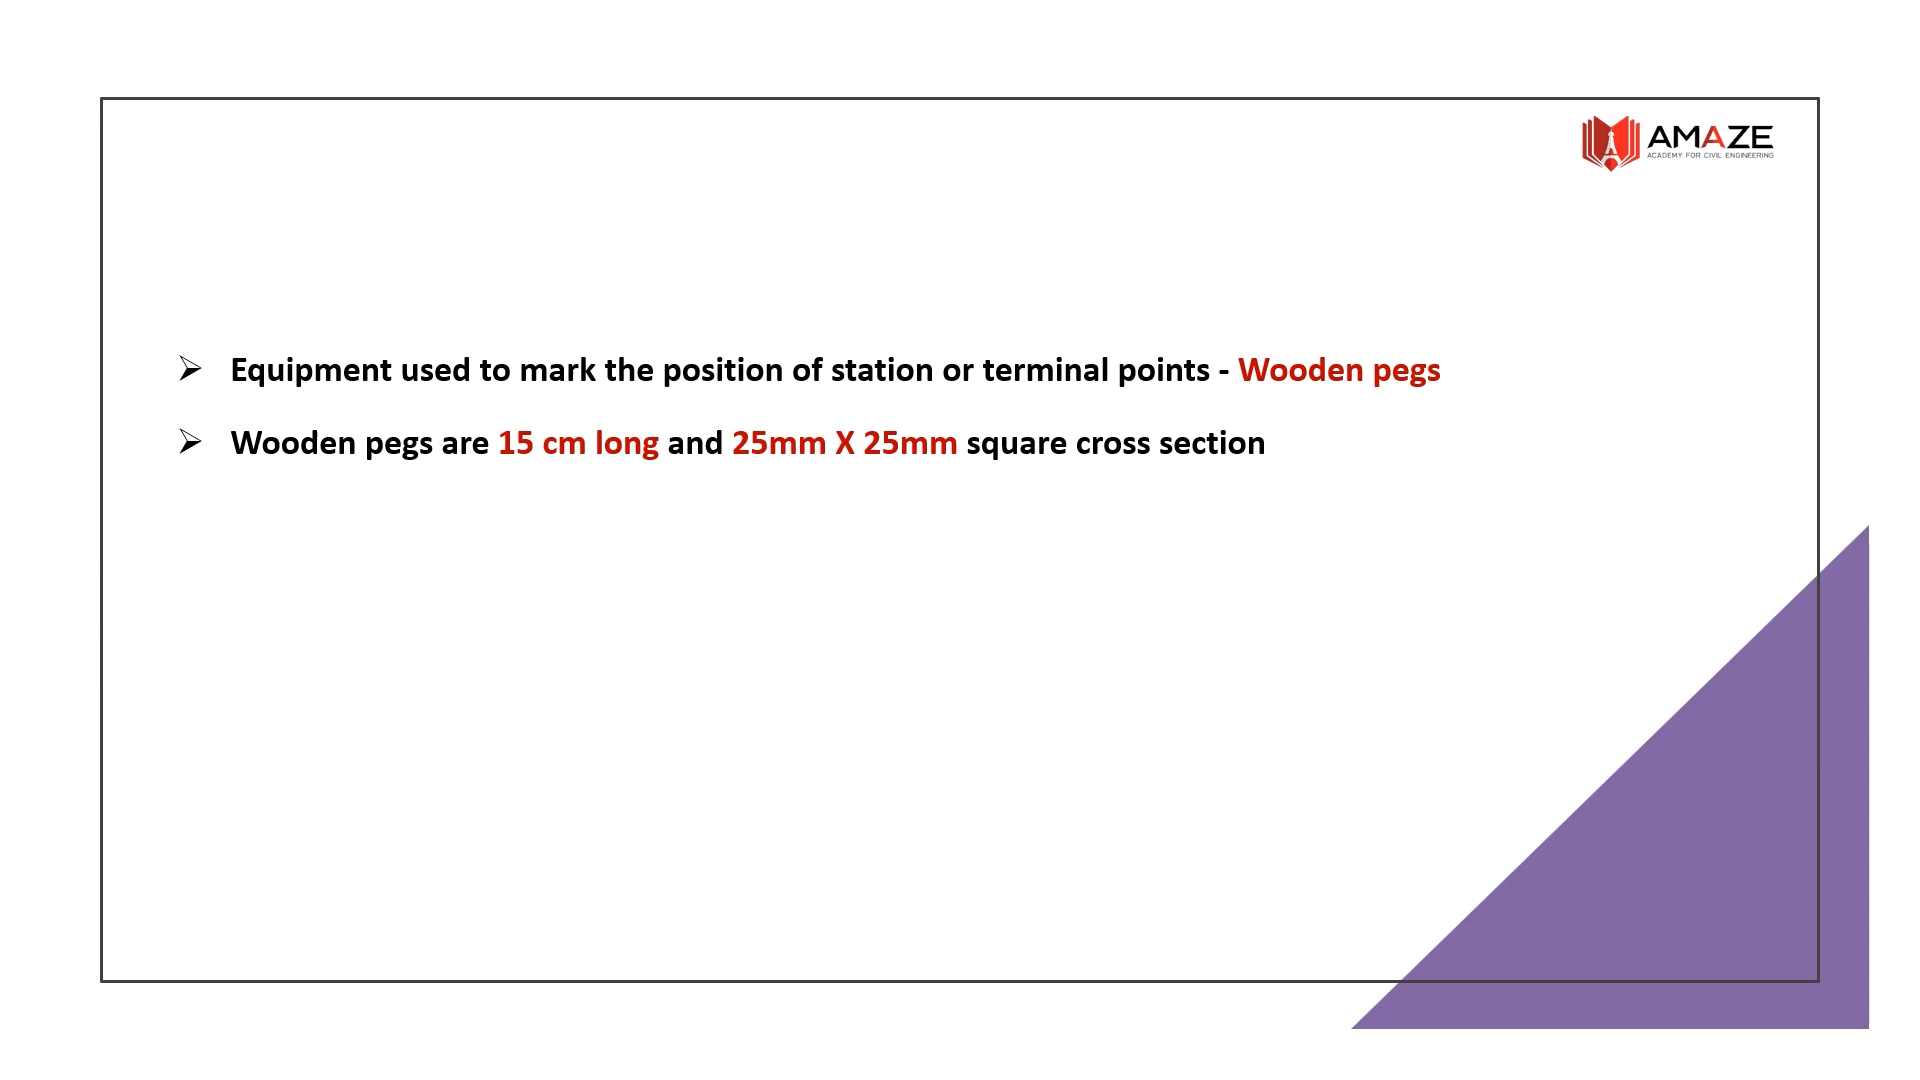 AMAZE
ACADEMY FOR CIVIL ENGINEERING
Equipment used to mark the position of station or terminal points - Wooden pegs
Wooden pegs are 15 cm long and 25mm X 25mm square cross section